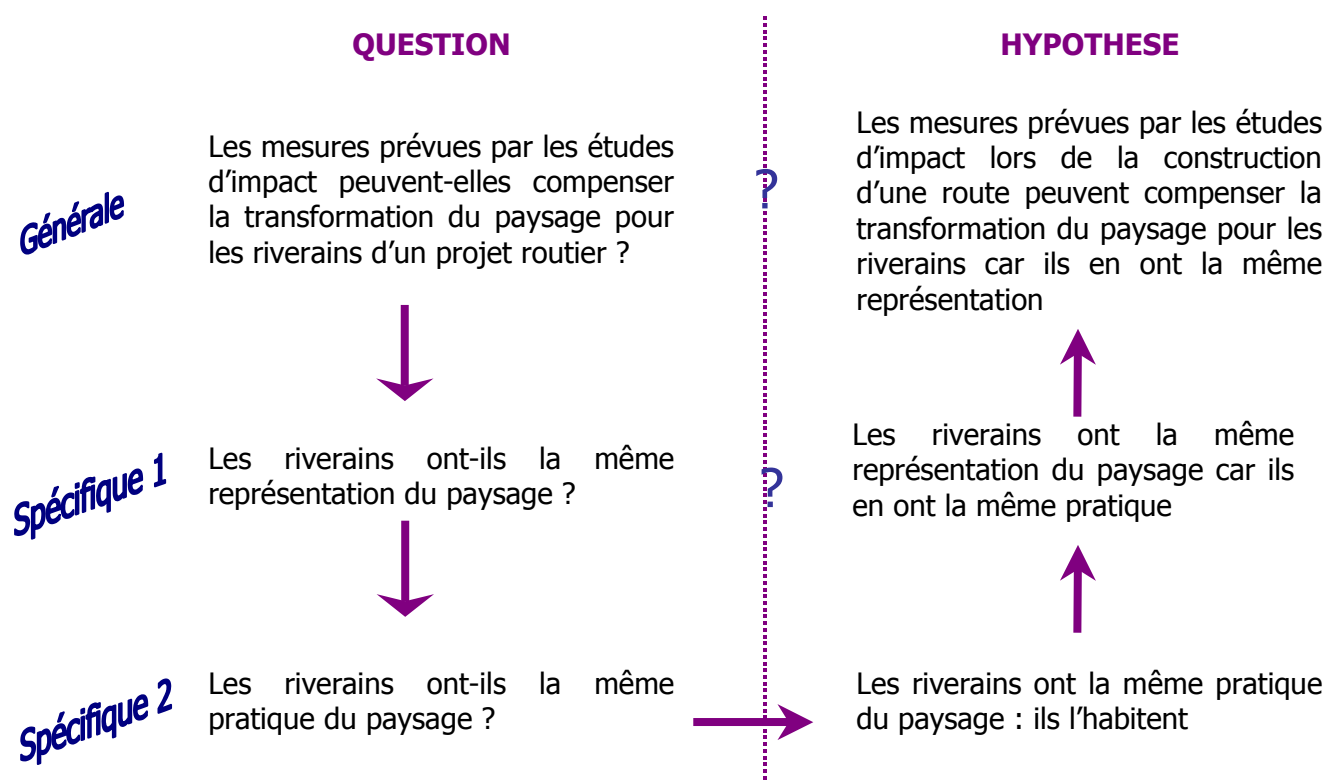 QUESTION
HYPOTHESE
Générale
Les mesures prévues par les études
d'impact peuvent-elles compenser
la transformation du paysage pour
les riverains d'un projet routier ?
?
Les mesures prévues par les études
d'impact lors de la construction
d'une route peuvent compenser la
transformation du paysage pour les
riverains car ils en ont la même
représentation
Spécifique 1
Les riverains ont-ils la même
représentation du paysage ?
?
Les riverains ont la même
représentation du paysage car ils
en ont la même pratique
Spécifique 2
Les riverains ont-ils la même
pratique du paysage ?
Les riverains ont la même pratique
du paysage : ils l'habitent